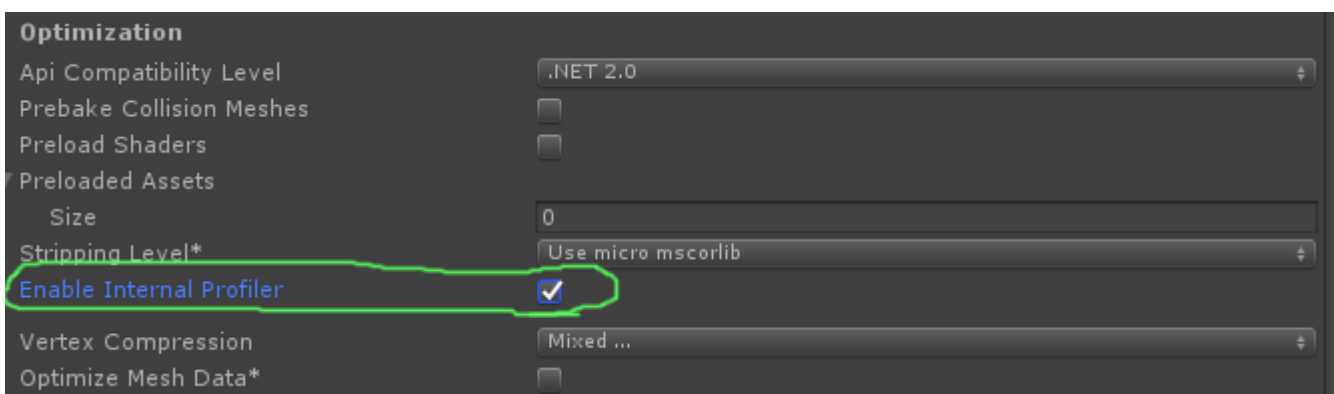 Optimization
Api Compatibility Level .NET 2.0
Prebake Collision Meshes
Preload Shaders
Preloaded Assets
Size 0
Stripping Level* Use micro mscorlib
Enable Internal Profiler
Vertex Compression Mixed ...
Optimize Mesh Data*